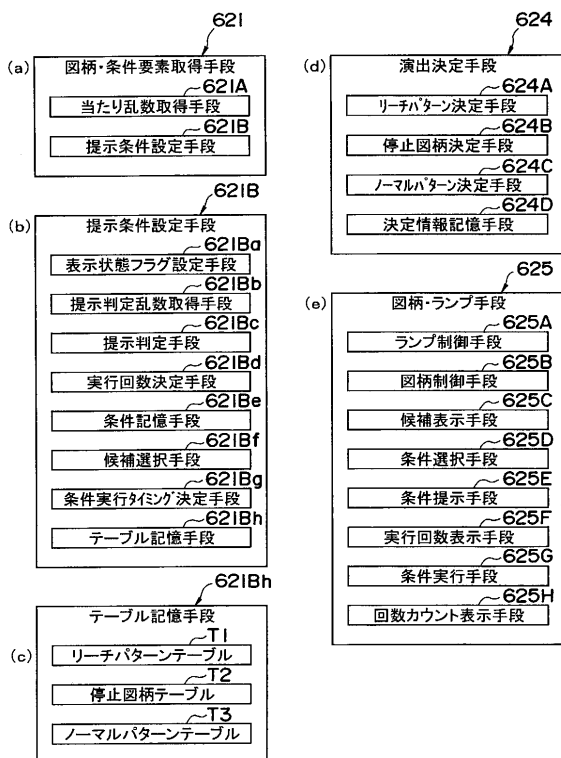 621
(a)
図柄・条件要素取得手段
621A
当たり乱数取得手段
621B
提示条件設定手段
621B
(b)
提示条件設定手段
621Ba
表示状態フラグ設定手段
621Bb
提示判定乱数取得手段
621Bc
提示判定手段
621Bd
実行回数決定手段
621Be
条件記憶手段
621Bf
候補選択手段
621Bg
条件実行タイミング決定手段
621Bh
テーブル記憶手段
621Bh
(c)
テーブル記憶手段
T1
リーチパターンテーブル
T2
停止図柄テーブル
T3
ノーマルパターンテーブル
624
(d)
演出決定手段
624A
リーチパターン決定手段
624B
停止図柄決定手段
624C
ノーマルパターン決定手段
624D
決定情報記憶手段
625
(e)
図柄・ランプ手段
625A
ランプ制御手段
625B
図柄制御手段
625C
候補表示手段
625D
条件選択手段
625E
条件提示手段
625F
実行回数表示手段
625G
条件実行手段
625H
回数カウント表示手段